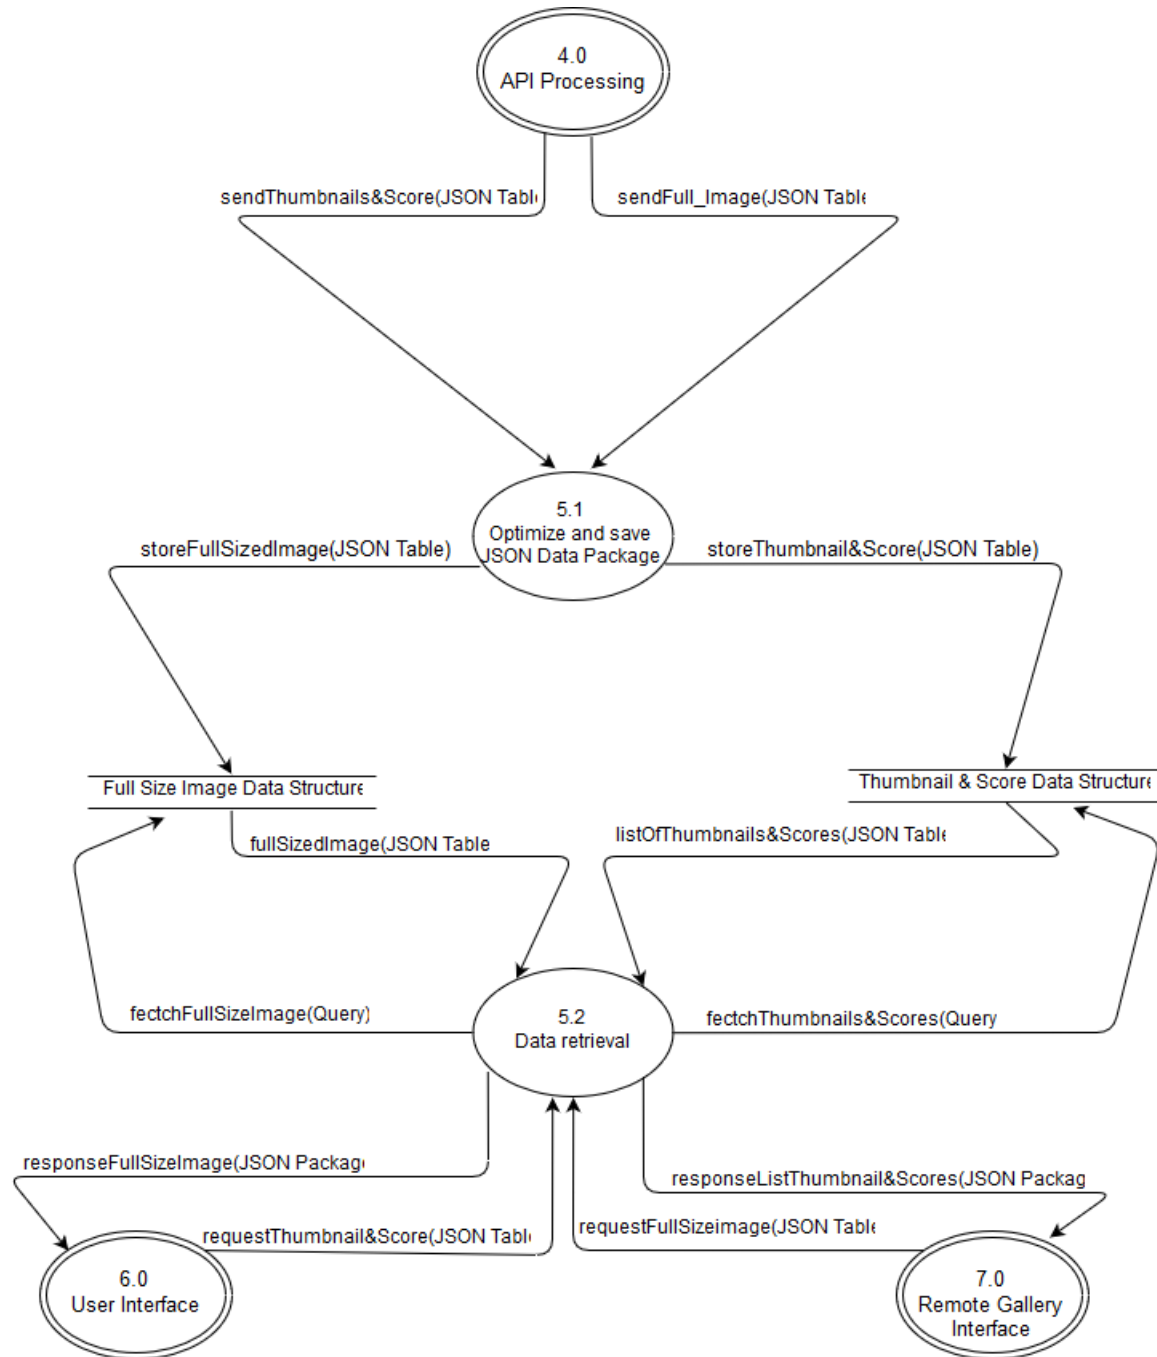 4.0
API Processing
sendThumbnails&Score(JSON Tabl
sendFull_Image(JSON Table
5.1
Optimize and save
JSON Data Package
storeFullSizedImage(JSON Table)
storeThumbnail&Score(JSON Table)
Full Size Image Data Structure
Thumbnail & Score Data Structure
fullSizedImage(JSON Table
listOfThumbnails&Scores(JSON Table
fectchFullSizeImage(Query)
5.2
Data retrieval
fectchThumbnails&Scores(Query
responseFullSizeImage(JSON Package
responseListThumbnail&Scores(JSON Packag
requestThumbnail&Score(JSON Table
requestFullSizeimage(JSON Table
6.0
User Interface
7.0
Remote Gallery
Interface